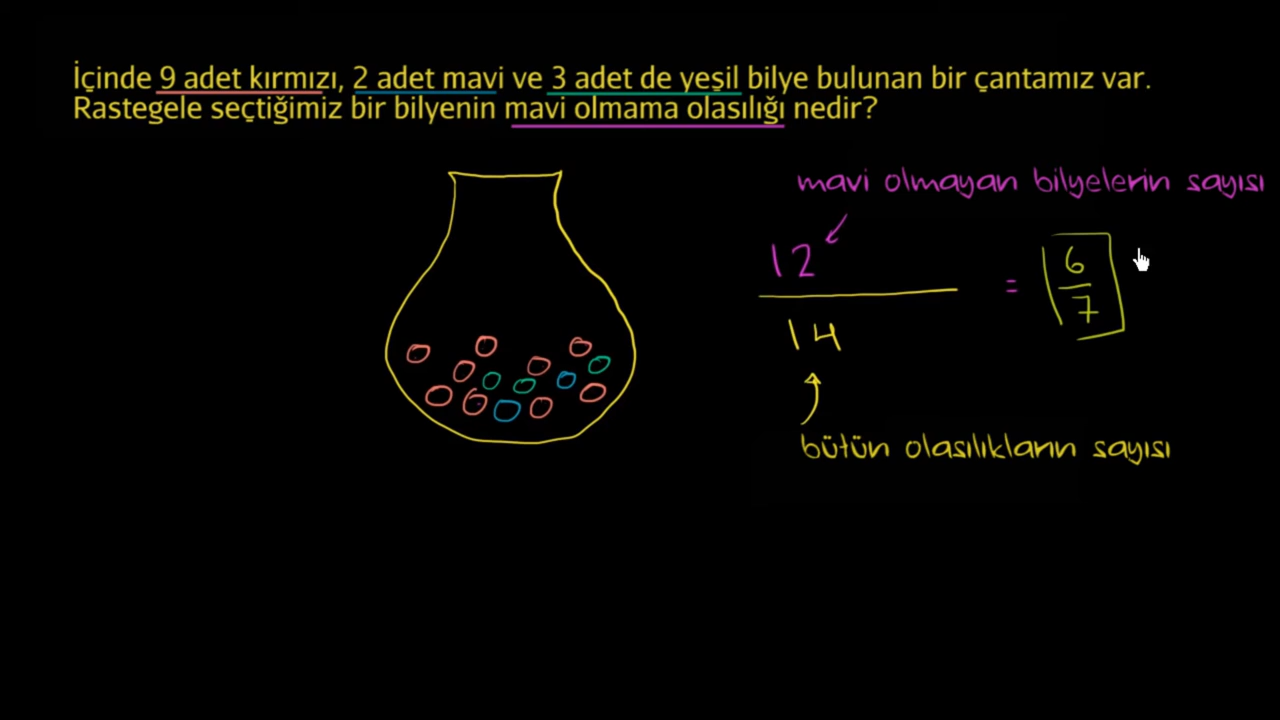 İçinde 9 adet kırmızı, 2 adet mavi ve 3 adet de yeşil bilye bulunan bir çantamız var.
Rastegele seçtiğimiz bir bilyenin mavi olmama olasılığı nedir?
mavi olmayan bilyelerin sayısı
12
14
=
6
7
bütün olasılıkların sayısı